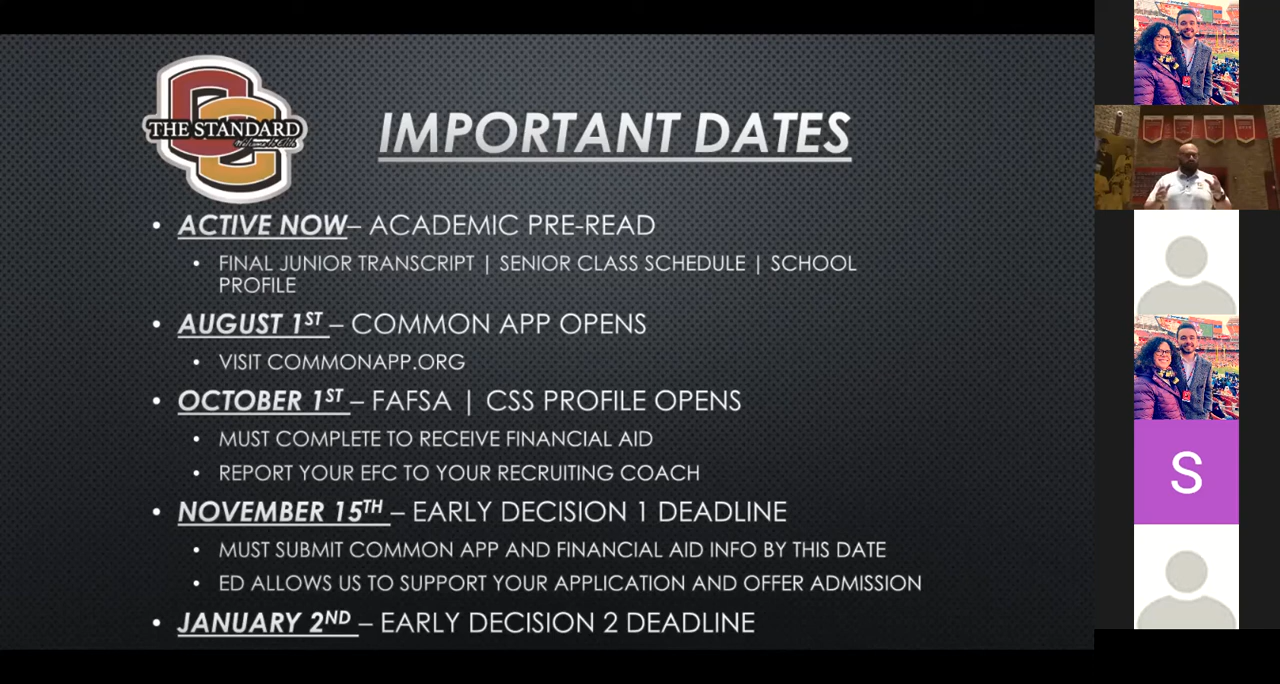 THE STANDARD
Welcome to Elite
IMPORTANT DATES
• ACTIVE NOW– ACADEMIC PRE-READ
• FINAL JUNIOR TRANSCRIPT | SENIOR CLASS SCHEDULE | SCHOOL
PROFILE
• AUGUST 1ST – COMMON APP OPENS
• VISIT COMMONAPP.ORG
• OCTOBER 1ST – FAFSA | CSS PROFILE OPENS
• MUST COMPLETE TO RECEIVE FINANCIAL AID
• REPORT YOUR EFC TO YOUR RECRUITING COACH
• NOVEMBER 15TH – EARLY DECISION 1 DEADLINE
• MUST SUBMIT COMMON APP AND FINANCIAL AID INFO BY THIS DATE
• ED ALLOWS US TO SUPPORT YOUR APPLICATION AND OFFER ADMISSION
• JANUARY 2ND – EARLY DECISION 2 DEADLINE
S